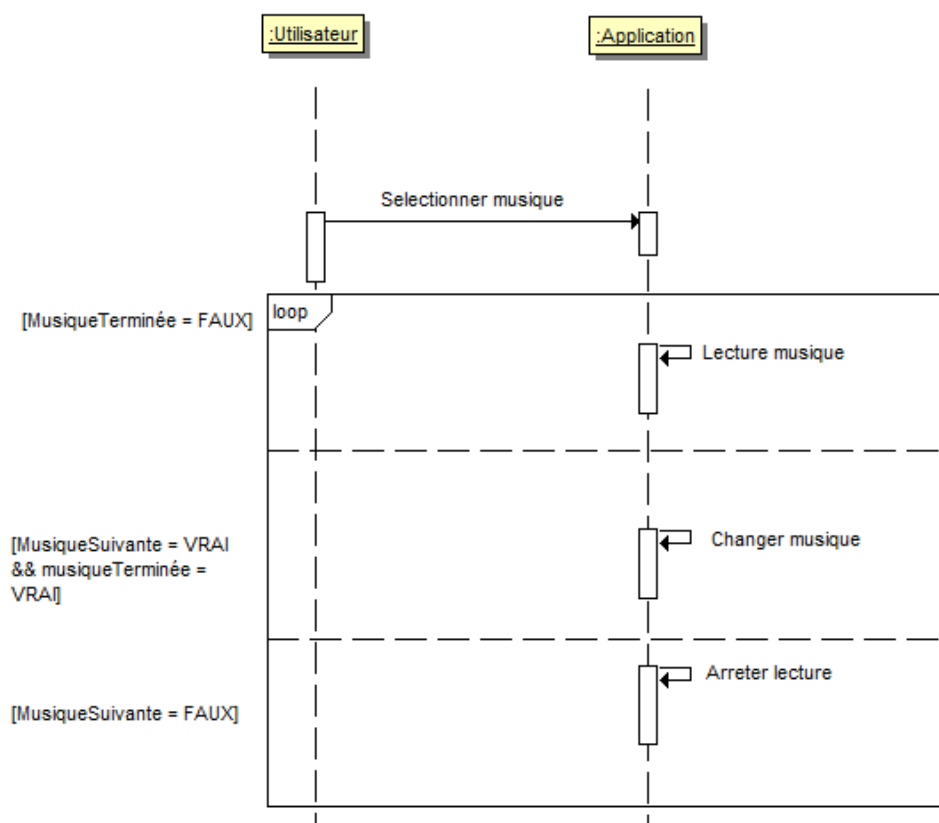 :Utilisateur
:Application
Selectionner musique
[MusiqueTerminée = FAUX]
loop
Lecture musique
[MusiqueSuivante = VRAI
&& musiqueTerminée =
VRAI]
Changer musique
Arreter lecture
[MusiqueSuivante = FAUX]